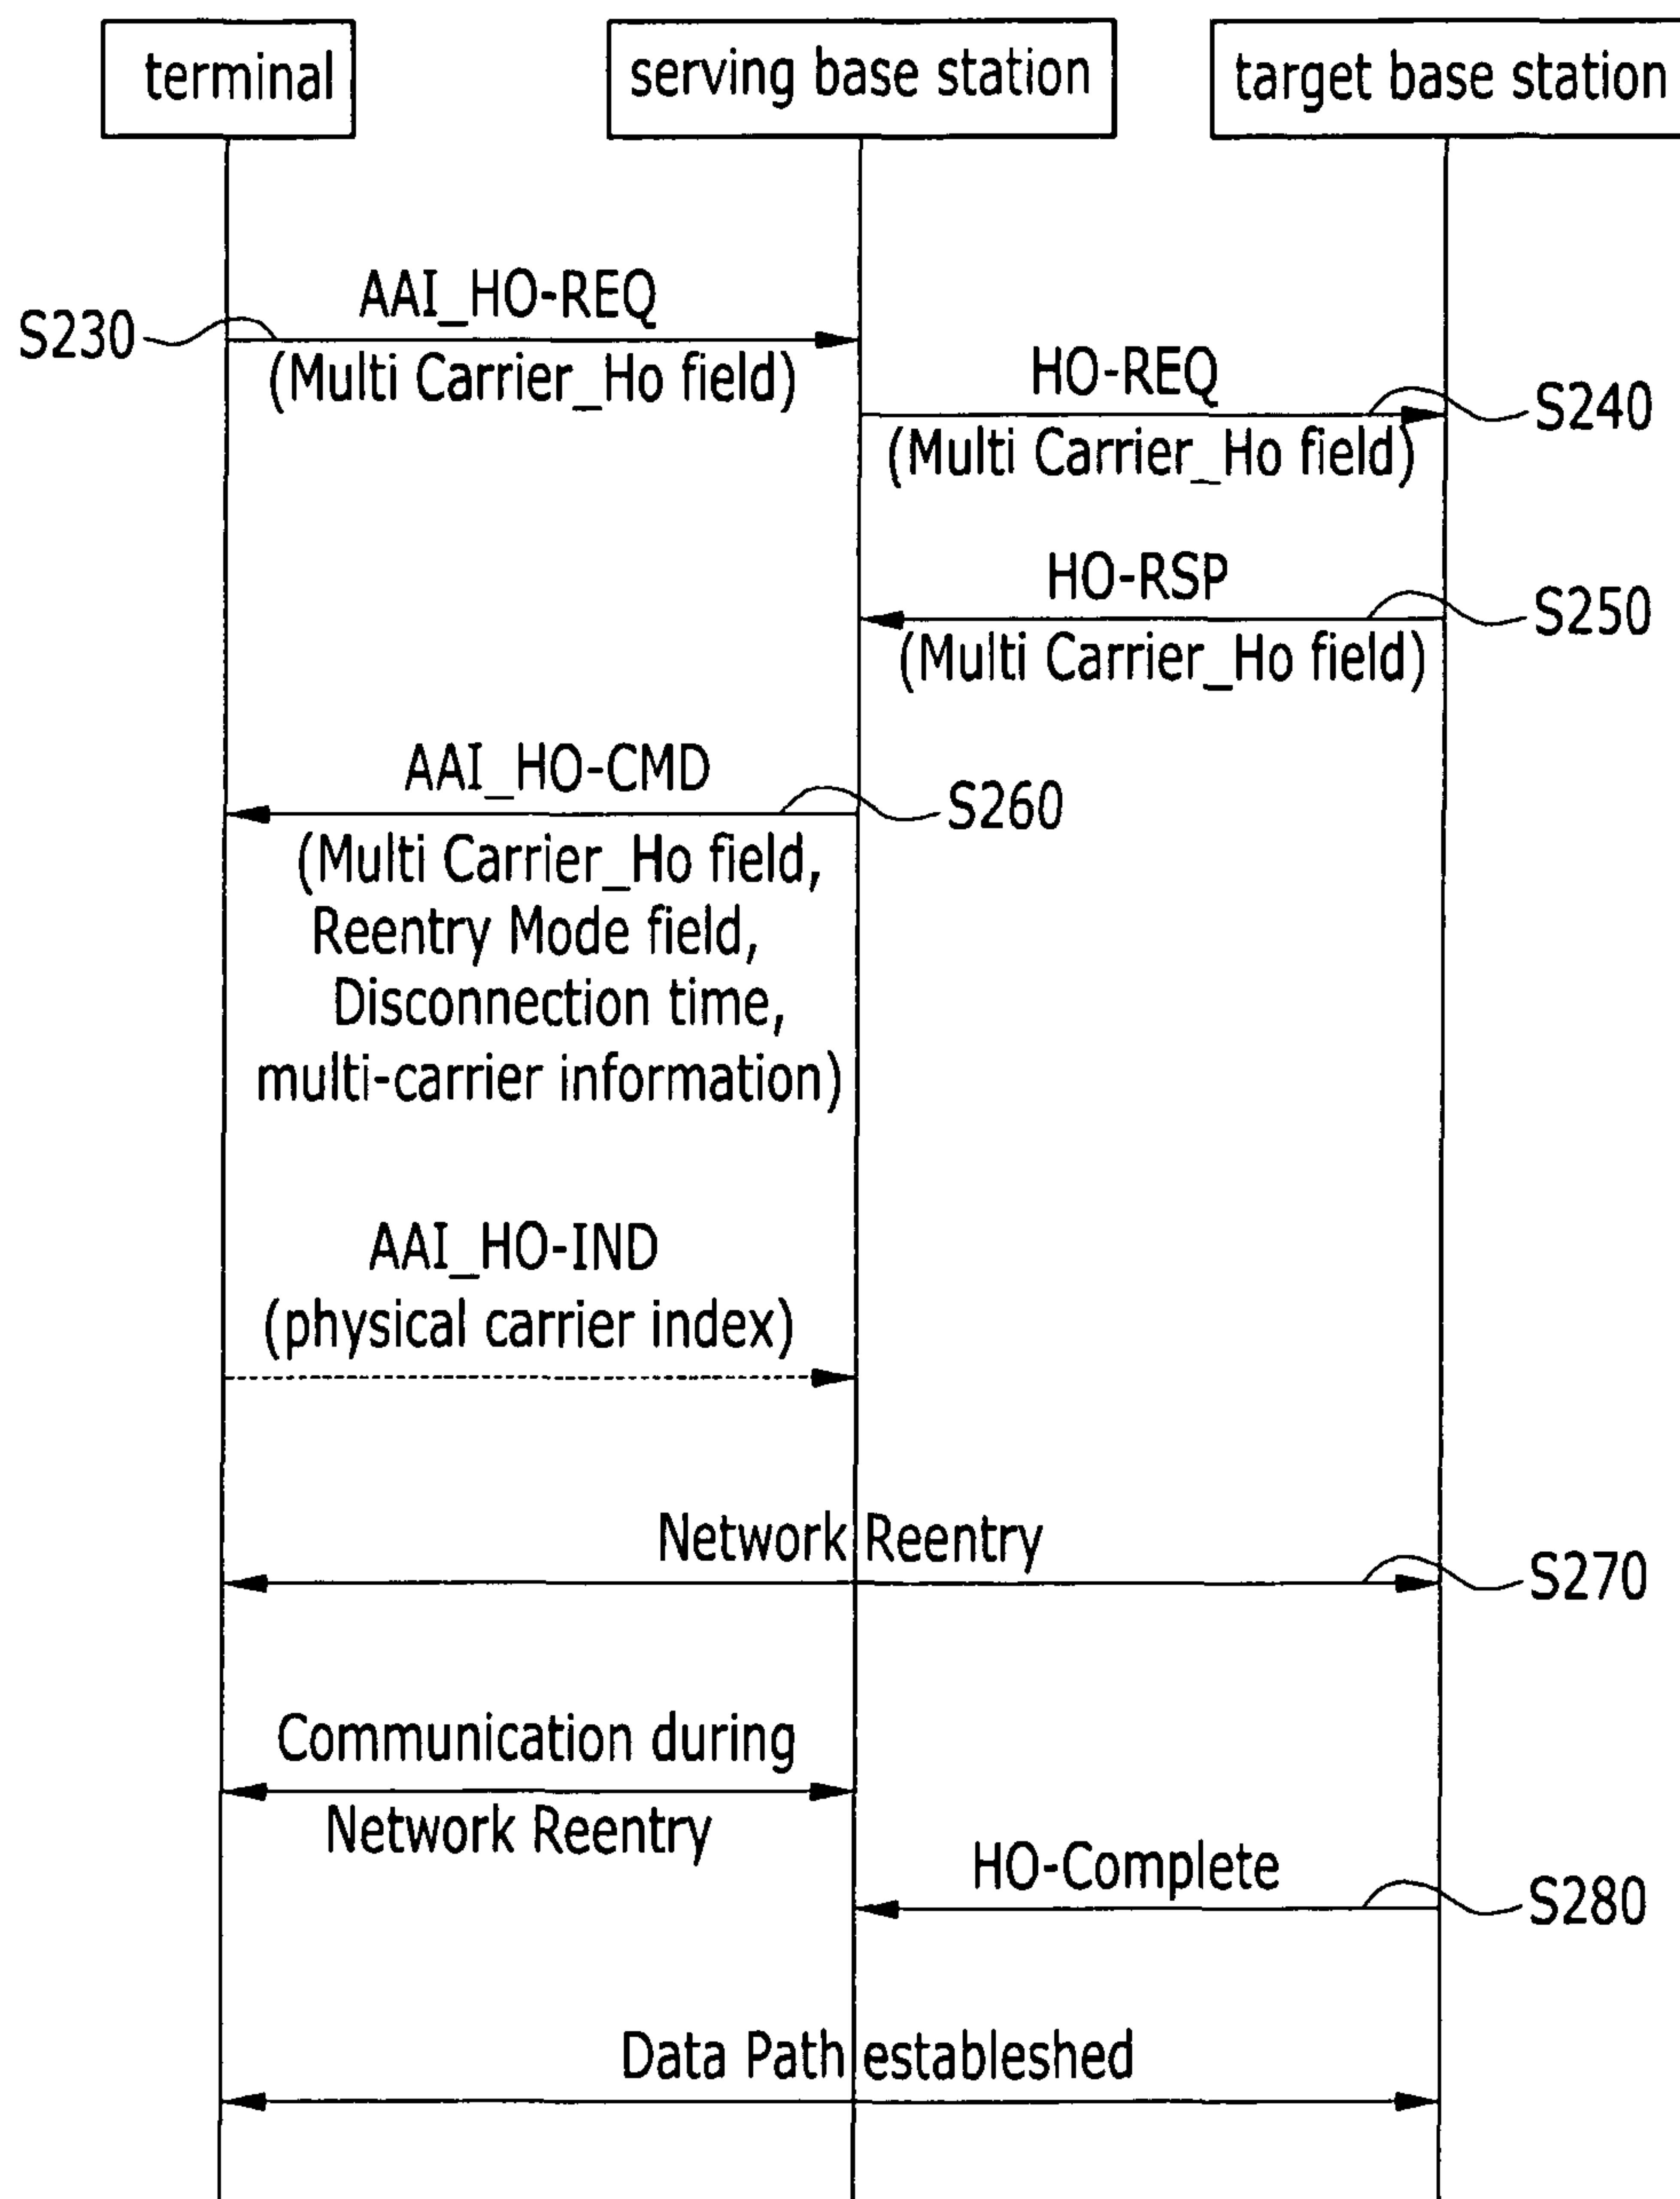 terminal
serving base station
target base station
AAI_HO-REQ
S230
(Multi Carrier_Ho field)
HO-REQ
S240
(Multi Carrier_Ho field)
HO-RSP
S250
(Multi Carrier_Ho field)
AAI_HO-CMD
S260
(Multi Carrier_Ho field,
Reentry Mode field,
Disconnection time,
multi-carrier information)
AAI_HO-IND
(physical carrier index)
Network Reentry
S270
Communication during
Network Reentry
HO-Complete
S280
Data Path estableshed